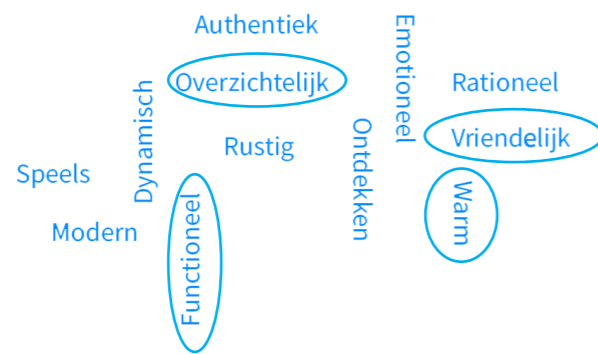 Authentiek
Emotioneel
Overzichtelijk
Rationeel
Dynamisch
Rustig
Ontdekken
Vriendelijk
Speels
Warm
Modern
Functioneel